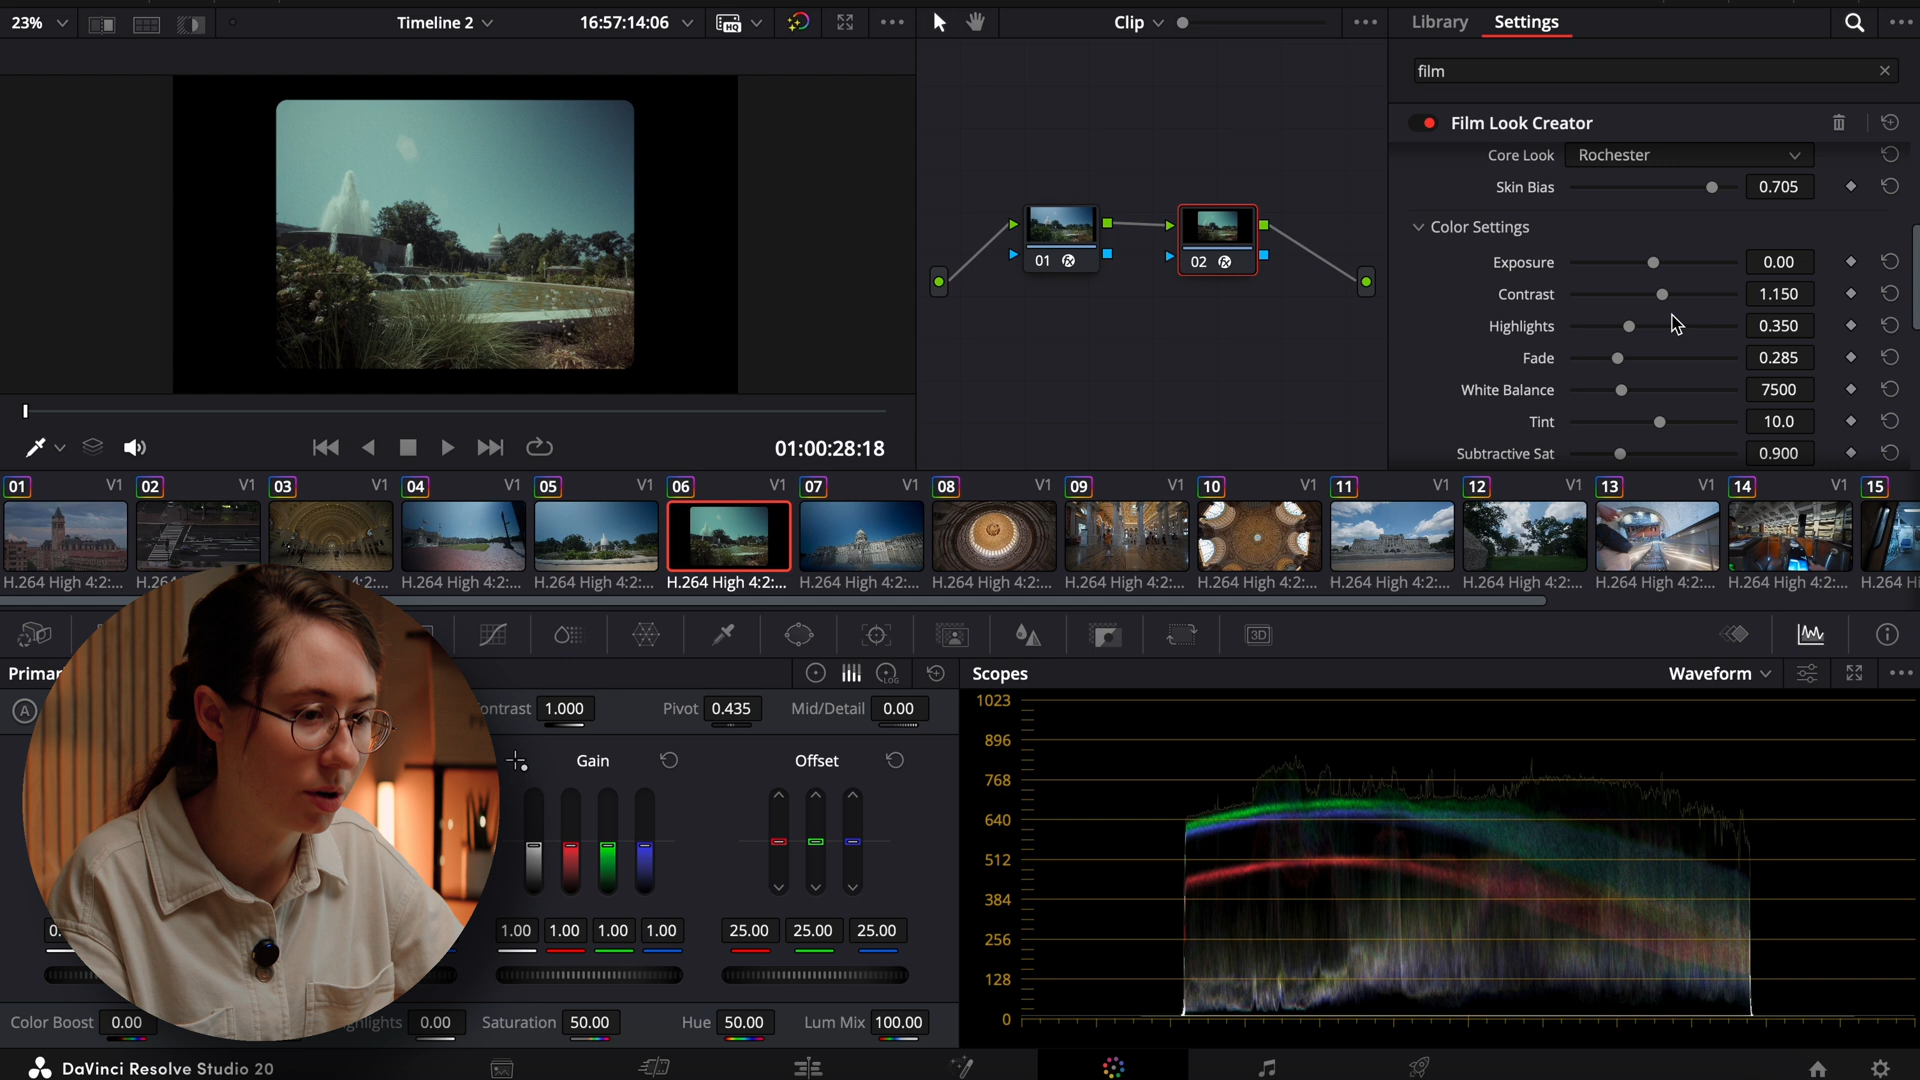 23%
Timeline 2
16:57:14:06
HQ
Clip
Library
Settings
film
Film Look Creator
Core Look
Rochester
Skin Bias
0.705
Color Settings
Exposure
0.00
Contrast
1.150
Highlights
0.350
Fade
0.285
White Balance
7500
Tint
10.0
Subtractive Sat
0.900
01
02
01:00:28:18
01 V1
02 V1
03 V1
04 V1
05 V1
06 V1
07 V1
08 V1
09 V1
10 V1
11 V1
12 V1
13 V1
14 V1
15
H.264 High 4:2:...
H.26
H.264 High 4:2:...
H.264 High 4:2:...
H.264 High 4:2:...
H.264 High 4:2:...
H.264 High 4:2:...
H.264 High 4:2:...
H.264 High 4:2:...
H.264 High 4:2:...
H.264 High 4:2:...
H.264 High 4:2:...
H.264 High 4:2:...
H.264 Hi
3D
Primar
LOG
Scopes
Waveform
A
ontrast
1.000
Pivot
0.435
Mid/Detail
0.00
Gain
Offset
0.
1.00
1.00
1.00
1.00
25.00
25.00
25.00
Color Boost
0.00
ghlights
0.00
Saturation
50.00
Hue
50.00
Lum Mix
100.00
1023
896
768
640
512
384
256
128
0
DaVinci Resolve Studio 20